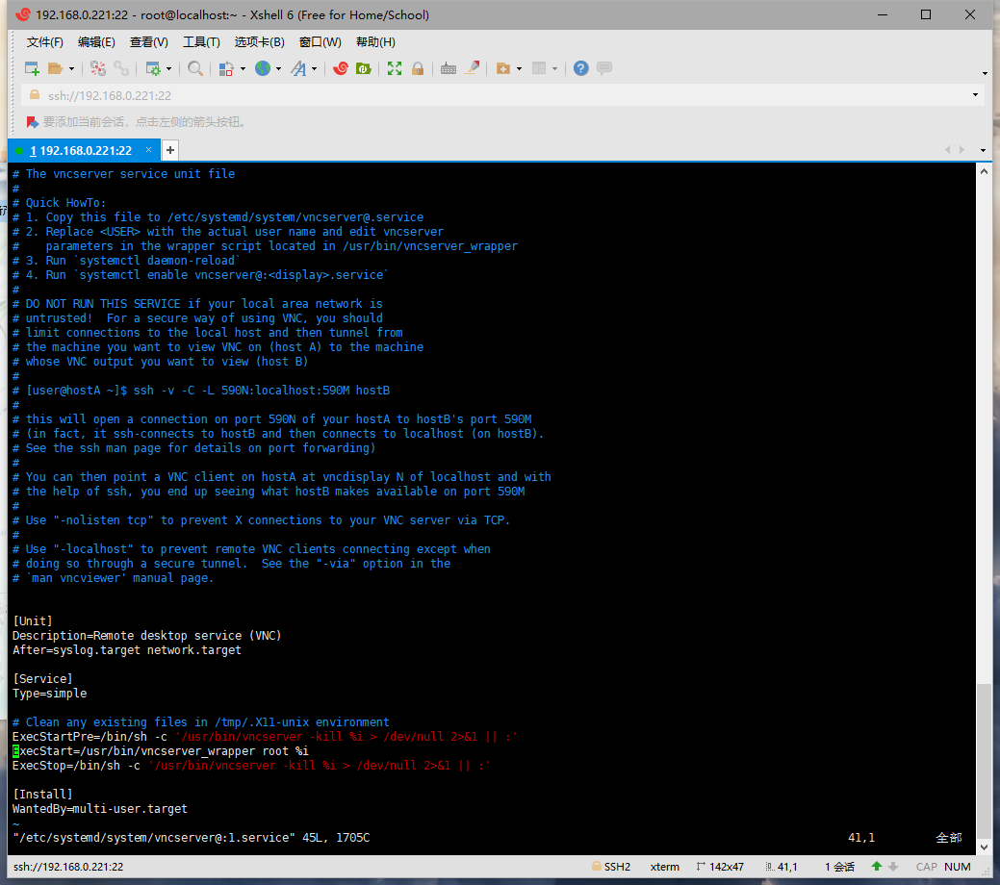 192.168.0.221:22 - root@localhost:~ - Xshell 6 (Free for Home/School)
文件(F) 编辑(E) 查看(V) 工具(T) 选项卡(B) 窗口(W) 帮助(H)
ssh://192.168.0.221:22
要添加当前会话，点击左侧的箭头按钮。
1 192.168.0.221:22 × +
# The vncserver service unit file
#
# Quick HowTo:
# 1. Copy this file to /etc/systemd/system/vncserver@.service
# 2. Replace <USER> with the actual user name and edit vncserver
#    parameters in the wrapper script located in /usr/bin/vncserver_wrapper
# 3. Run `systemctl daemon-reload`
# 4. Run `systemctl enable vncserver@:<display>.service`
#
# DO NOT RUN THIS SERVICE if your local area network is
# untrusted!  For a secure way of using VNC, you should
# limit connections to the local host and then tunnel from
# the machine you want to view VNC on (host A) to the machine
# whose VNC output you want to view (host B)
#
# [user@hostA ~]$ ssh -v -C -L 590N:localhost:590M hostB
#
# this will open a connection on port 590N of your hostA to hostB's port 590M
# (in fact, it ssh-connects to hostB and then connects to localhost (on hostB).
# See the ssh man page for details on port forwarding)
#
# You can then point a VNC client on hostA at vncdisplay N of localhost and with
# the help of ssh, you end up seeing what hostB makes available on port 590M
#
# Use "-nolisten tcp" to prevent X connections to your VNC server via TCP.
#
# Use "-localhost" to prevent remote VNC clients connecting except when
# doing so through a secure tunnel.  See the "-via" option in the
# `man vncviewer' manual page.
[Unit]
Description=Remote desktop service (VNC)
After=syslog.target network.target
[Service]
Type=simple
# Clean any existing files in /tmp/.X11-unix environment
ExecStartPre=/bin/sh -c '/usr/bin/vncserver -kill %i > /dev/null 2>&1 || :'
ExecStart=/usr/bin/vncserver_wrapper root %i
ExecStop=/bin/sh -c '/usr/bin/vncserver -kill %i > /dev/null 2>&1 || :'
[Install]
WantedBy=multi-user.target
~
"/etc/systemd/system/vncserver@:1.service" 45L, 1705C 41,1 全部
ssh://192.168.0.221:22 SSH2 xterm 142x47 41,1 1 会话 CAP NUM